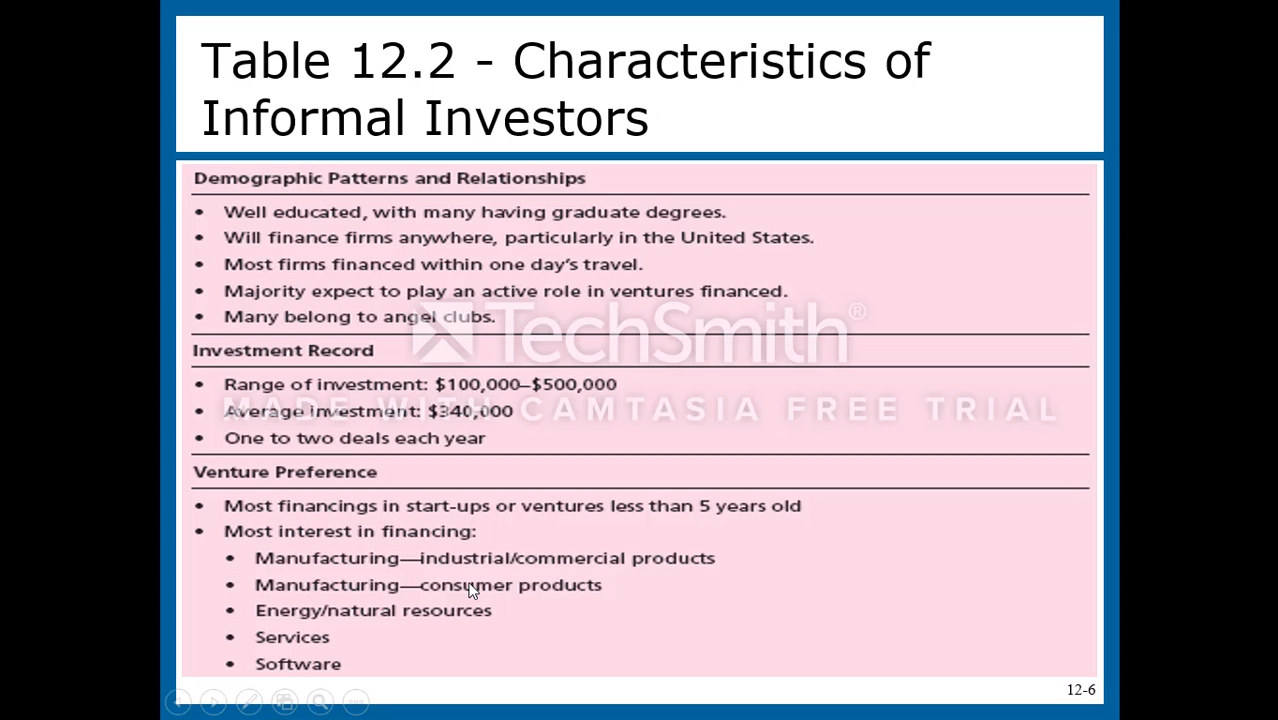 Table 12.2 - Characteristics of
Informal Investors
Demographic Patterns and Relationships
• Well educated, with many having graduate degrees.
• Will finance firms anywhere, particularly in the United States.
• Most firms financed within one day's travel.
• Majority expect to play an active role in ventures financed.
• Many belong to angel clubs.
TechSmith®
Investment Record
• Range of investment: $100,000–$500,000
MADE WITH CAMTASIA FREE TRIAL
• Average investment: $340,000
• One to two deals each year
Venture Preference
• Most financings in start-ups or ventures less than 5 years old
• Most interest in financing:
• Manufacturing—industrial/commercial products
• Manufacturing—consumer products
• Energy/natural resources
• Services
• Software
12-6